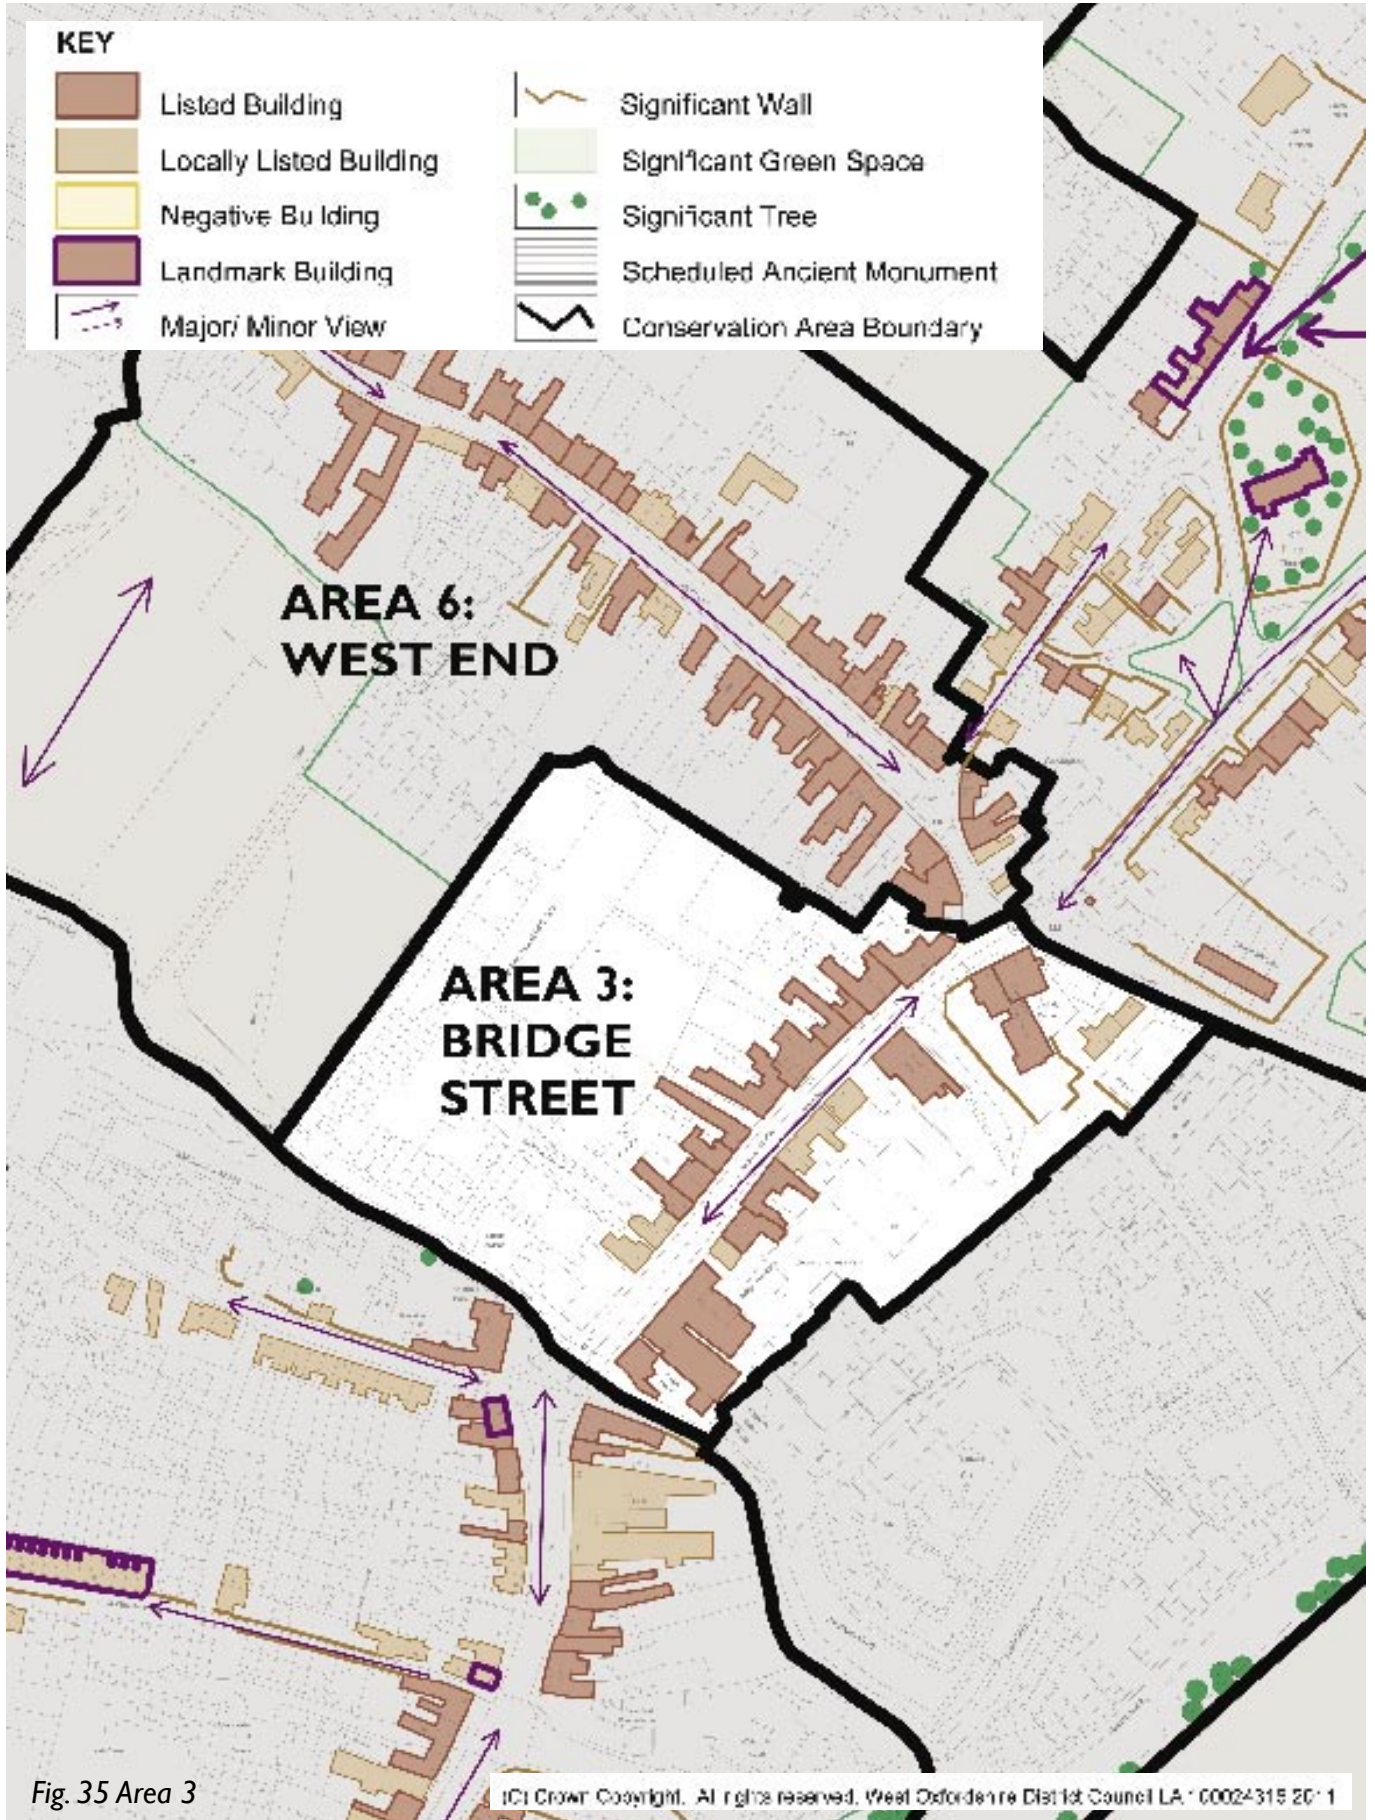 KEY
Listed Building
Locally Listed Building
Negative Building
Landmark Building
Major/ Minor View
Significant Wall
Significant Green Space
Significant Tree
Scheduled Ancient Monument
Conservation Area Boundary
AREA 6:
WEST END
AREA 3:
BRIDGE
STREET
Fig. 35 Area 3
(C) Crown Copyright. All rights reserved. West Oxfordshire District Council LA 100024316 2011